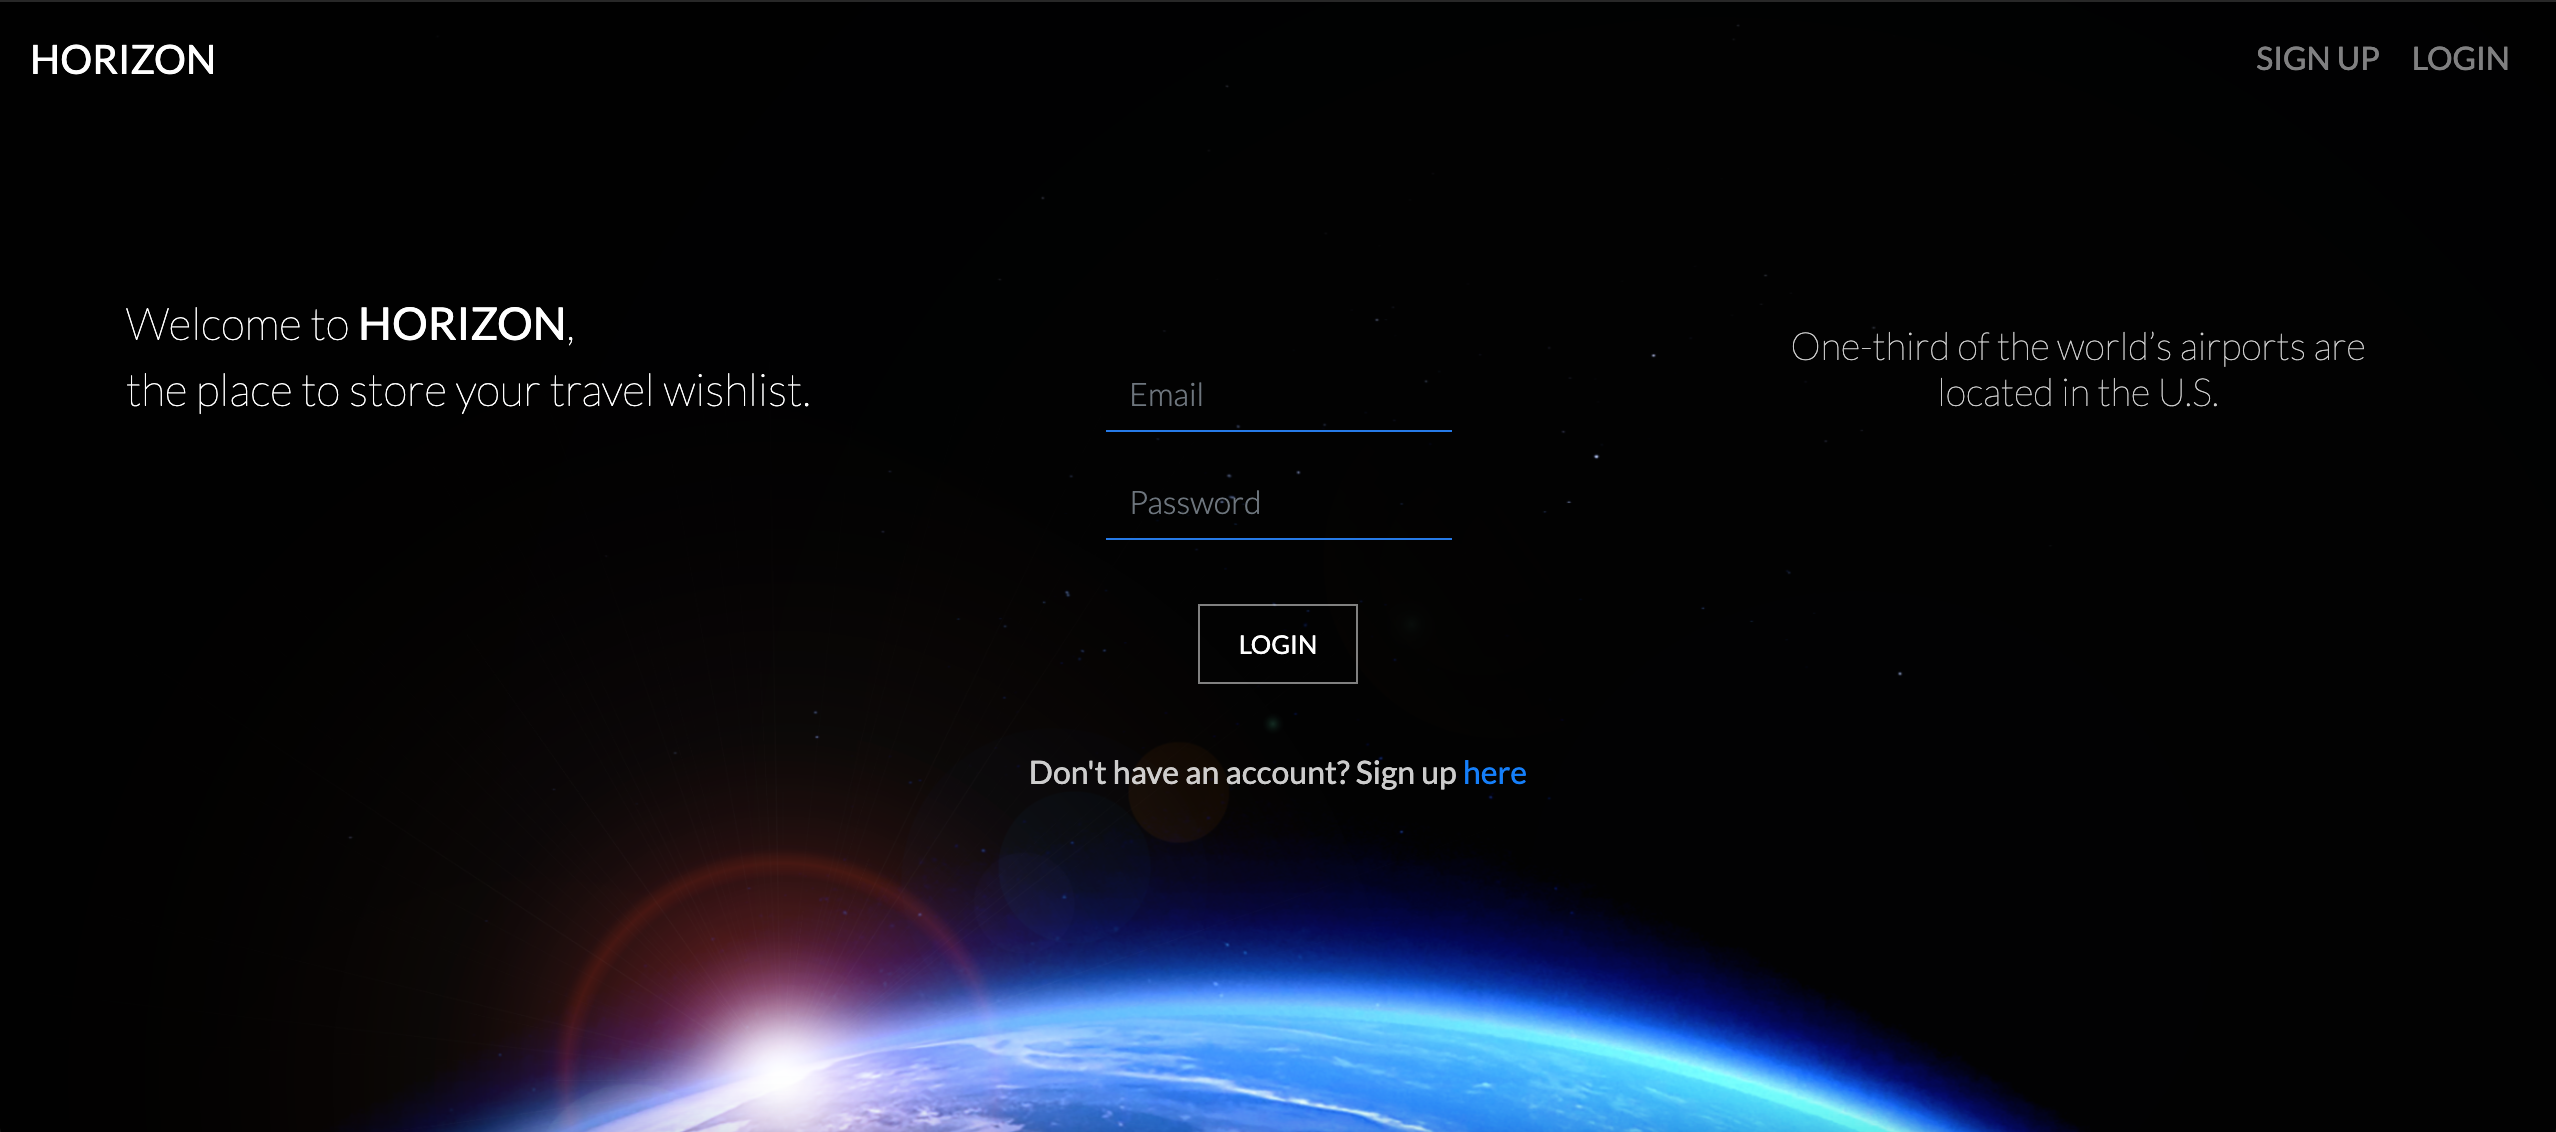 HORIZON
SIGN UP LOGIN
Welcome to HORIZON,
the place to store your travel wishlist.
Email
Password
LOGIN
Don't have an account? Sign up here
One-third of the world’s airports are
located in the U.S.